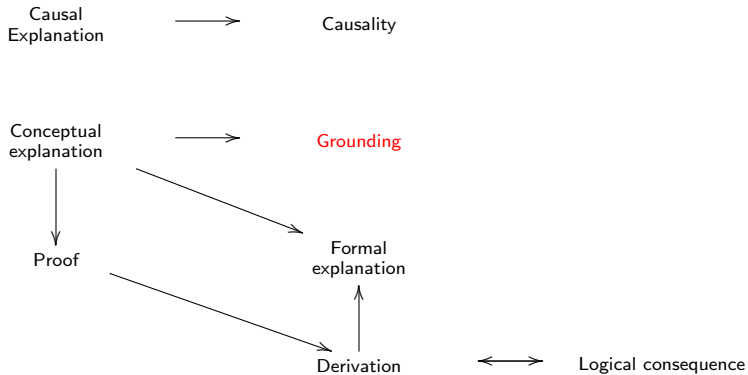 Causal
Explanation
Causality
Conceptual
explanation
Grounding
Proof
Formal
explanation
Derivation
Logical consequence